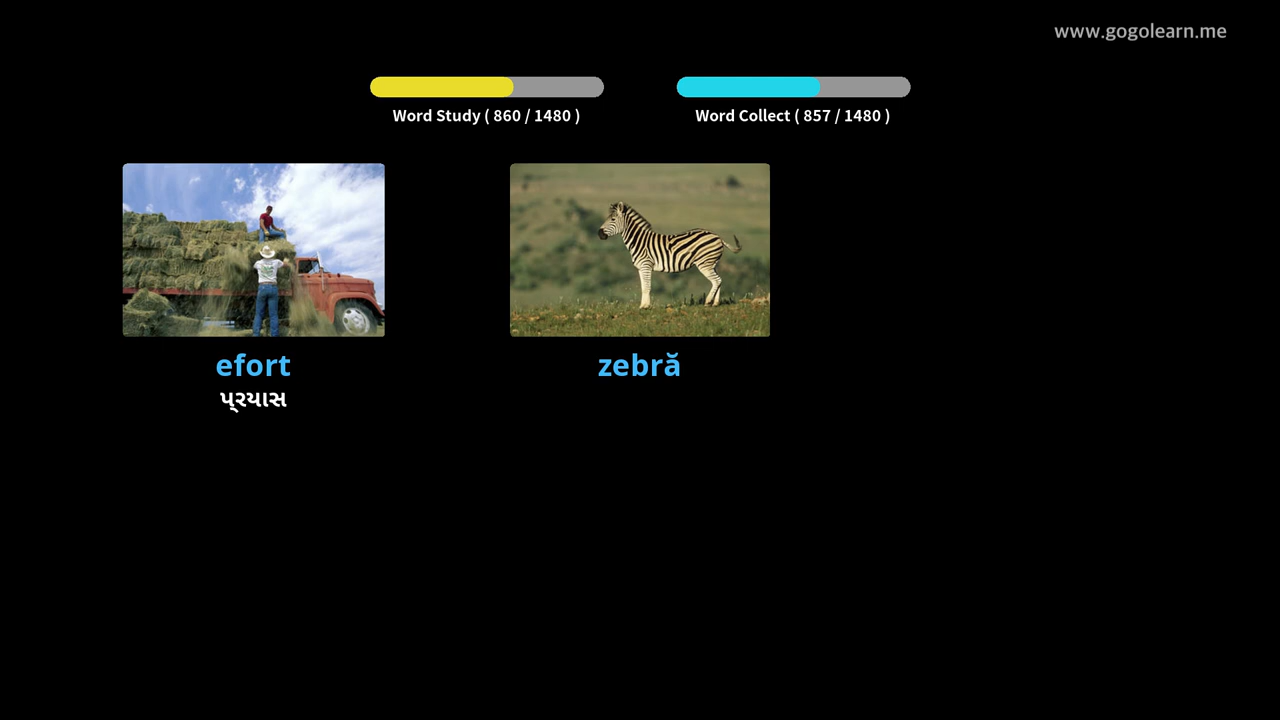 www.gogolearn.me
Word Study ( 860 / 1480 )
Word Collect ( 857 / 1480 )
efort
zebră
પ્રયાસ